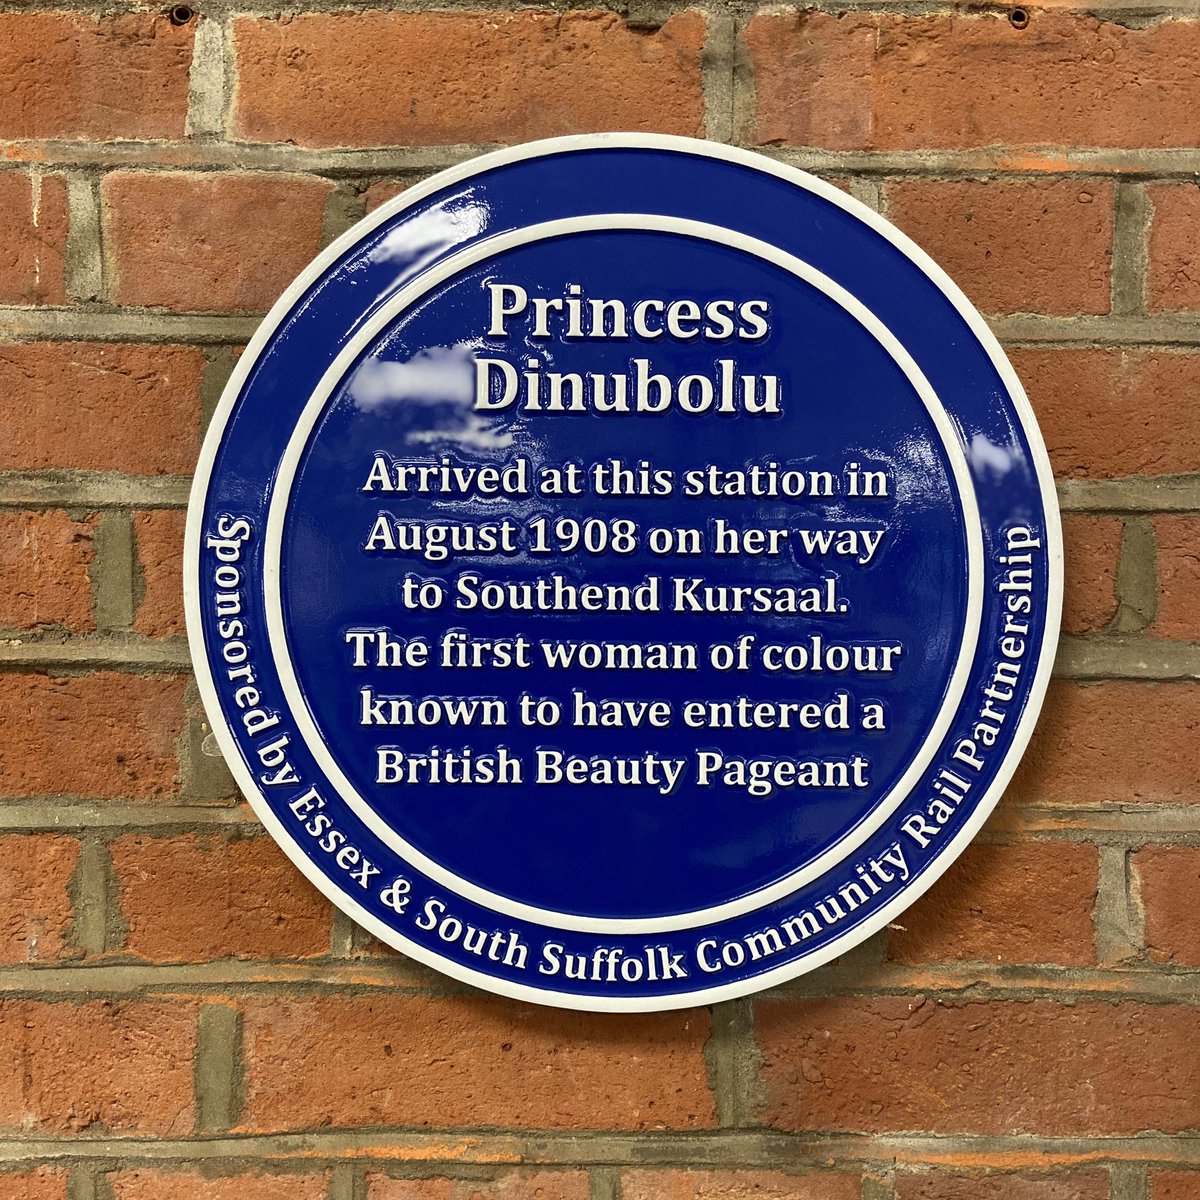 Princess
Dinubolu
Arrived at this station in
August 1908 on her way
to Southend Kursaal.
The first woman of colour
known to have entered a
British Beauty Pageant
Sponsored by Essex & South Suffolk Community Rail Partnership